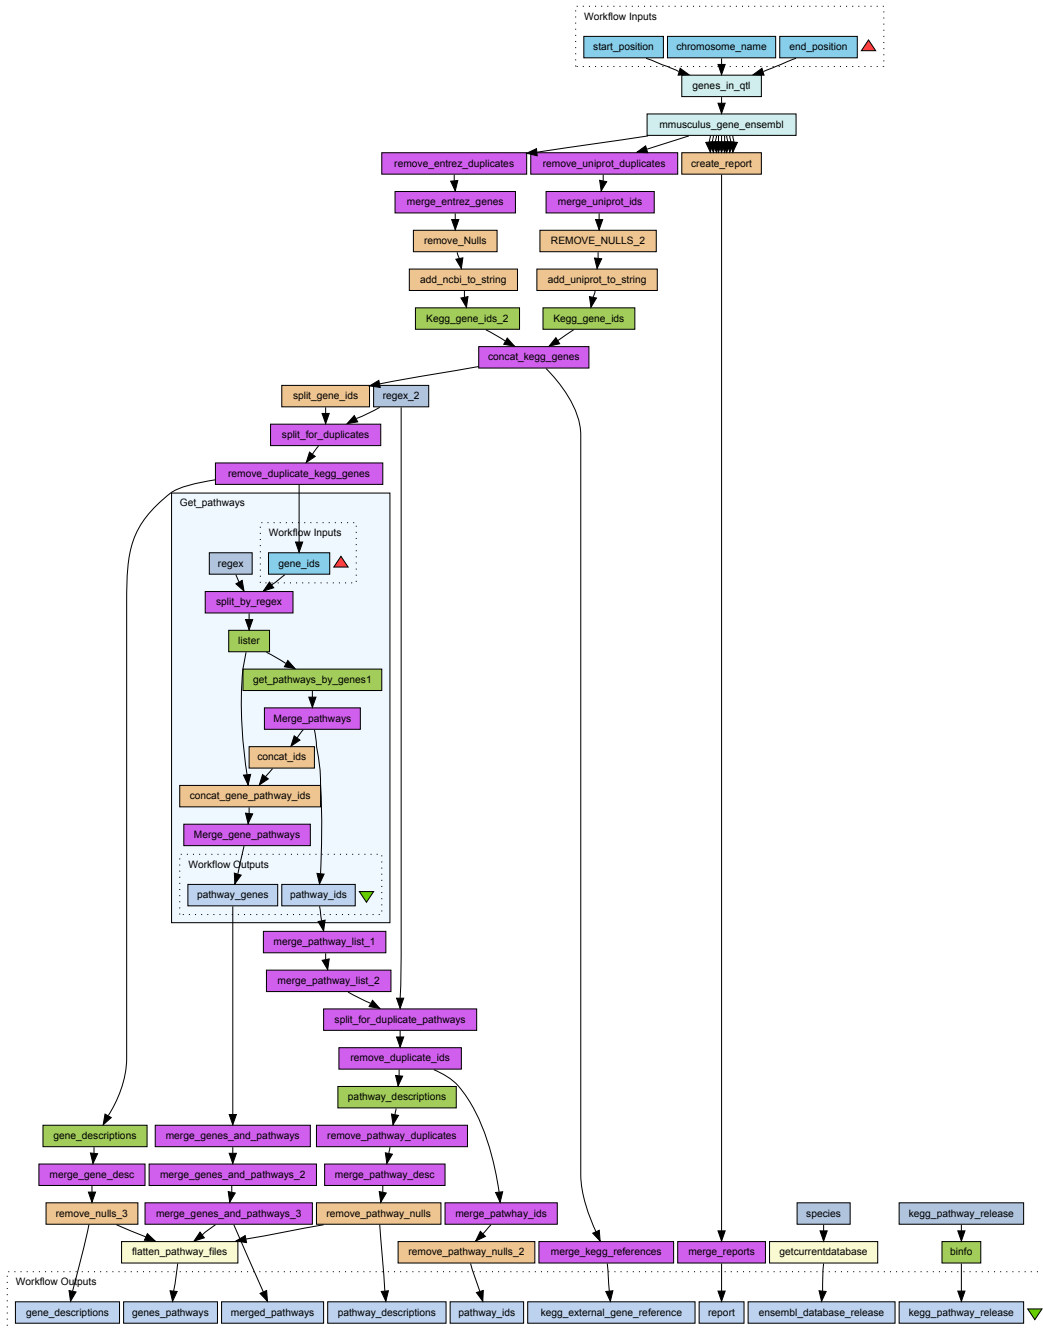 Workflow Inputs
start_position
chromosome_name
end_position
genes_in_qtl
mmusculus_gene_ensembl
remove_entrez_duplicates
remove_uniprot_duplicates
create_report
merge_entrez_genes
merge_uniprot_ids
remove_Nulls
REMOVE_NULLS_2
add_ncbi_to_string
add_uniprot_to_string
Kegg_gene_ids_2
Kegg_gene_ids
concat_kegg_genes
split_gene_ids
regex_2
split_for_duplicates
remove_duplicate_kegg_genes
Get_pathways
Workflow Inputs
regex
gene_ids
split_by_regex
lister
get_pathways_by_genes1
Merge_pathways
concat_ids
concat_gene_pathway_ids
Merge_gene_pathways
Workflow Outputs
pathway_genes
pathway_ids
merge_pathway_list_1
merge_pathway_list_2
split_for_duplicate_pathways
remove_duplicate_ids
pathway_descriptions
gene_descriptions
merge_genes_and_pathways
remove_pathway_duplicates
merge_gene_desc
merge_genes_and_pathways_2
merge_pathway_desc
remove_nulls_3
merge_genes_and_pathways_3
remove_pathway_nulls
merge_patwhay_ids
species
kegg_pathway_release
flatten_pathway_files
remove_pathway_nulls_2
merge_kegg_references
merge_reports
getcurrentdatabase
binfo
Workflow Outputs
gene_descriptions
genes_pathways
merged_pathways
pathway_descriptions
pathway_ids
kegg_external_gene_reference
report
ensembl_database_release
kegg_pathway_release